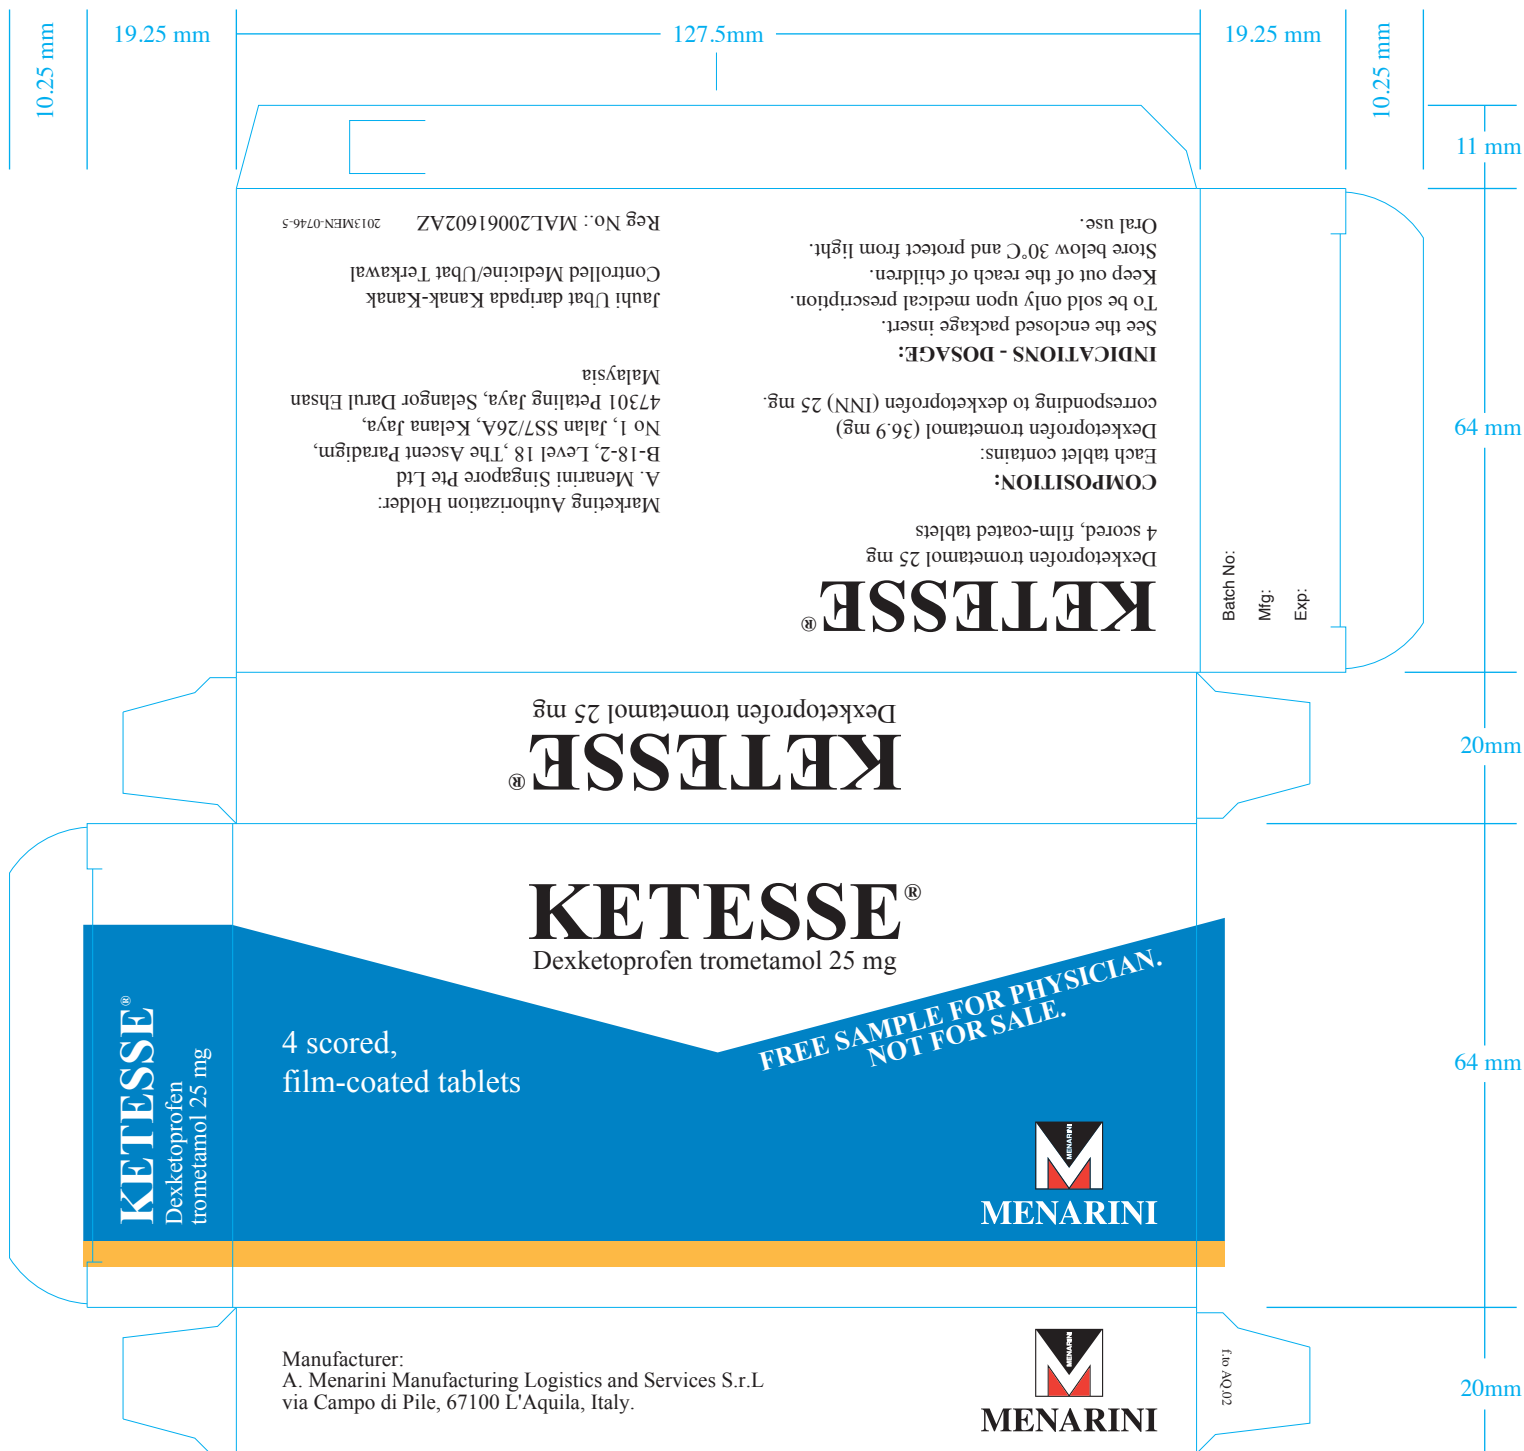 10.25 mm
19.25 mm
127.5mm
19.25 mm
10.25 mm
11 mm
64 mm
20mm
64 mm
20mm
KETESSE®
Dexketoprofen trometamol 25 mg
4 scored, film-coated tablets
COMPOSITION:
Each tablet contains:
Dexketoprofen trometamol (36.9 mg)
corresponding to dexketoprofen (INN) 25 mg.
INDICATIONS - DOSAGE:
See the enclosed package insert.
To be sold only upon medical prescription.
Keep out of the reach of children.
Store below 30°C and protect from light.
Oral use.
Marketing Authorization Holder:
A. Menarini Singapore Pte Ltd
B-18-2, Level 18 ,The Ascent Paradigm,
No 1, Jalan SS7/26A, Kelana Jaya,
47301 Petaling Jaya, Selangor Darul Ehsan
Malaysia
Jauhi Ubat daripada Kanak-Kanak
Controlled Medicine/Ubat Terkawal
Reg No.: MAL20061602AZ
2013MEN-0746-5
Batch No:
Mfg:
Exp:
KETESSE®
Dexketoprofen trometamol 25 mg
KETESSE®
Dexketoprofen trometamol 25 mg
KETESSE®
Dexketoprofen
trometamol 25 mg
4 scored,
film-coated tablets
FREE SAMPLE FOR PHYSICIAN.
NOT FOR SALE.
MENARINI
MENARINI
Manufacturer:
A. Menarini Manufacturing Logistics and Services S.r.L
via Campo di Pile, 67100 L'Aquila, Italy.
MENARINI
MENARINI
f.to AQ.02